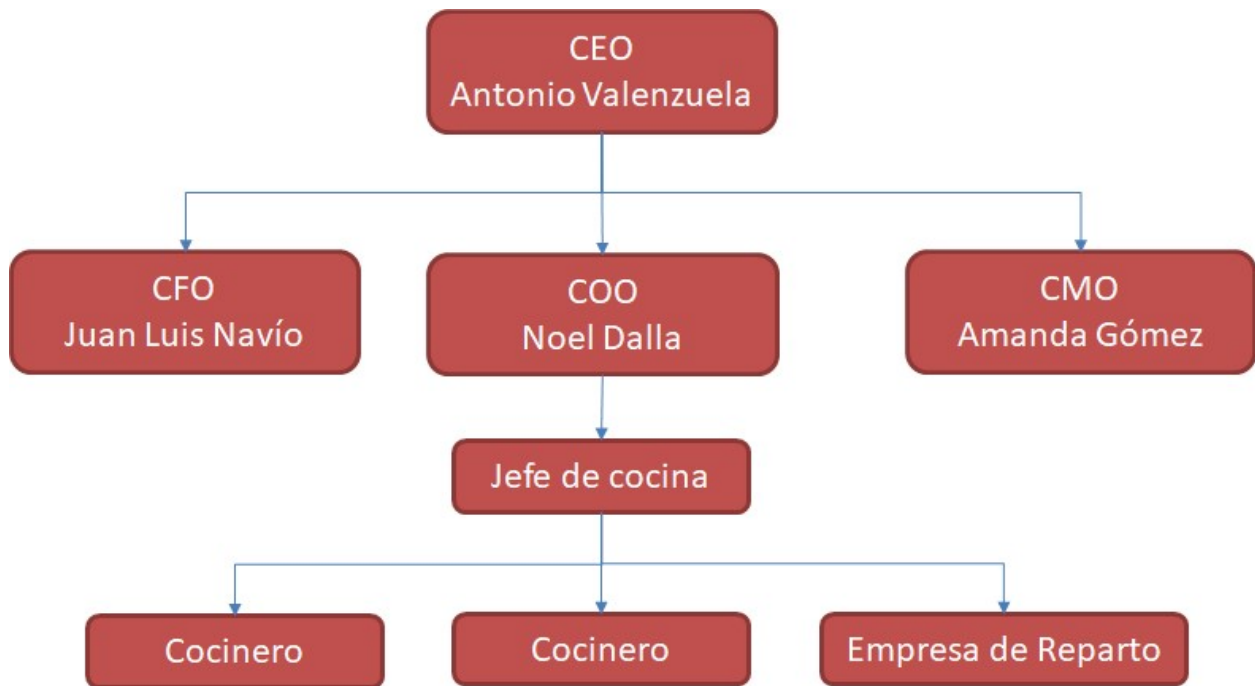 CEO
Antonio Valenzuela
CFO
Juan Luis Navío
COO
Noel Dalla
CMO
Amanda Gómez
Jefe de cocina
Cocinero
Cocinero
Empresa de Reparto